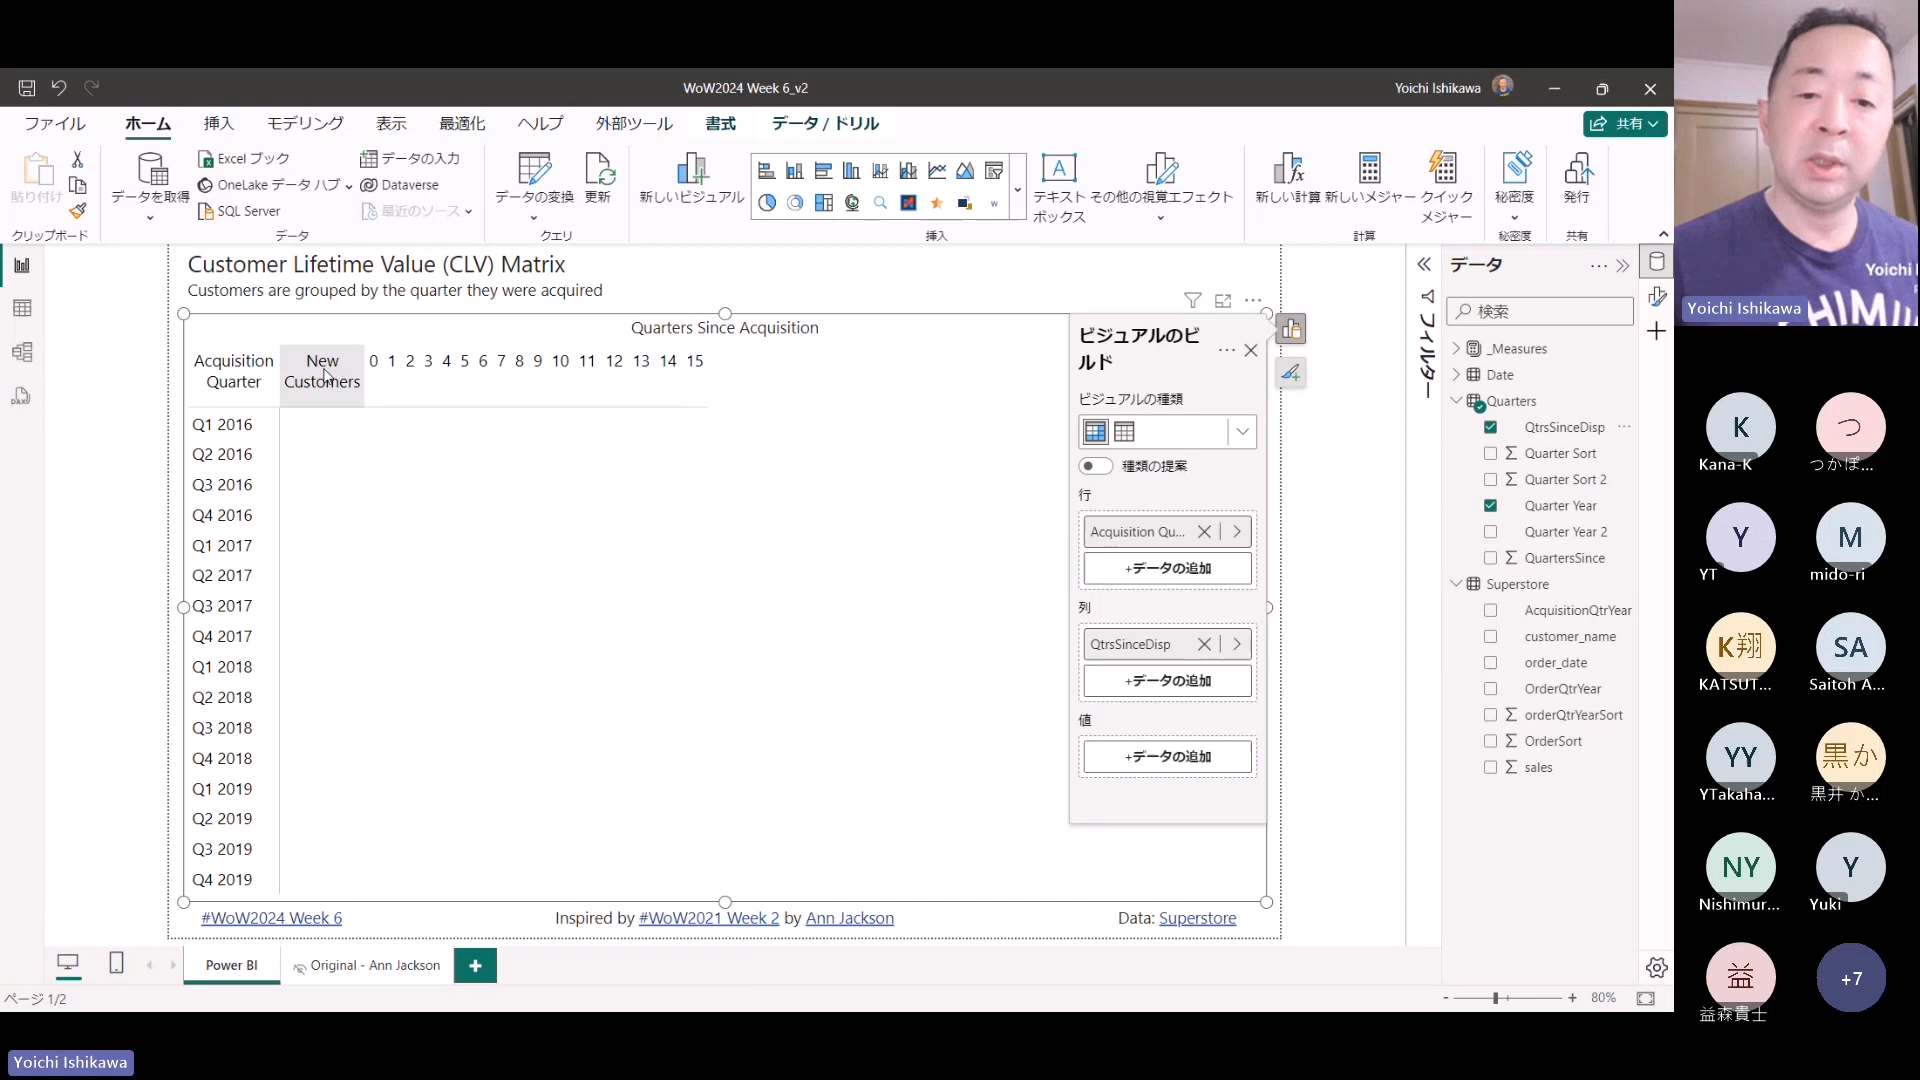 WoW2024 Week 6_v2
Yoichi Ishikawa
ファイル
ホーム
挿入
モデリング
表示
最適化
ヘルプ
外部ツール
書式
データ / ドリル
共有
貼り付け
クリップボード
データを取得
Excel ブック
OneLake データ ハブ
SQL Server
データの入力
Dataverse
最近のソース
データ
データの変換
更新
クエリ
新しいビジュアル
テキスト
ボックス
その他の視覚エフェクト
挿入
新しい計算
新しいメジャー
クイック
メジャー
計算
秘密度
秘密度
発行
共有
Customer Lifetime Value (CLV) Matrix
Customers are grouped by the quarter they were acquired
Quarters Since Acquisition
Acquisition
Quarter
New
Customers
0 1 2 3 4 5 6 7 8 9 10 11 12 13 14 15
Q1 2016
Q2 2016
Q3 2016
Q4 2016
Q1 2017
Q2 2017
Q3 2017
Q4 2017
Q1 2018
Q2 2018
Q3 2018
Q4 2018
Q1 2019
Q2 2019
Q3 2019
Q4 2019
#WoW2024 Week 6
Inspired by #WoW2021 Week 2 by Ann Jackson
Data: Superstore
ビジュアルのビ
ルド
ビジュアルの種類
種類の提案
行
Acquisition Qu...
+データの追加
列
QtrsSinceDisp
+データの追加
値
+データの追加
フィルター
データ
検索
_Measures
Date
Quarters
QtrsSinceDisp
Quarter Sort
Quarter Sort 2
Quarter Year
Quarter Year 2
QuartersSince
Superstore
AcquisitionQtrYear
customer_name
order_date
OrderQtrYear
orderQtrYearSort
OrderSort
sales
Power BI
Original - Ann Jackson
ページ 1/2
80%
Yoichi Ishikawa
Yoichi I
Yoichi Ishikawa
K
Kana-K
つ
つかぽ...
Y
YT
M
mido-ri
K翔
KATSUT...
SA
Saitoh A...
YY
YTakaha...
黒か
黒井 か...
NY
Nishimur...
Y
Yuki
益
益森貴士
+7